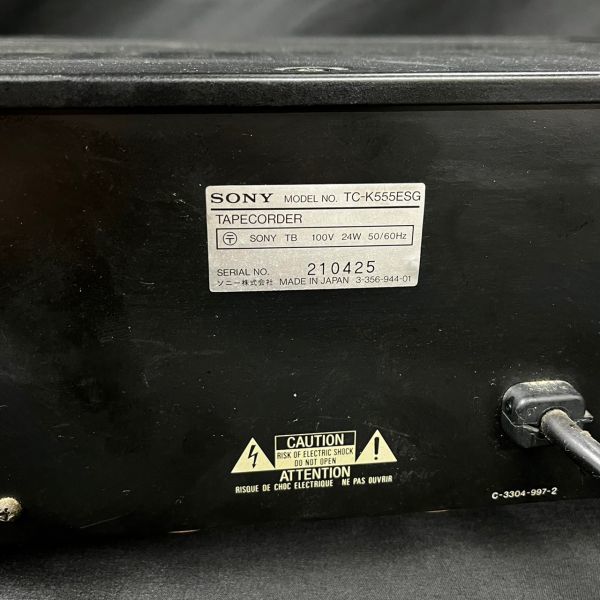 SONY MODEL NO. TC-K555ESG
TAPECORDER
〒 SONY TB 100V 24W 50/60Hz
SERIAL NO. 210425
ソニー株式会社 MADE IN JAPAN 3-356-944-01
CAUTION
RISK OF ELECTRIC SHOCK
DO NOT OPEN
ATTENTION
RISQUE DE CHOC ELECTRIQUE NE PAS OUVRIR
C-3304-997-2